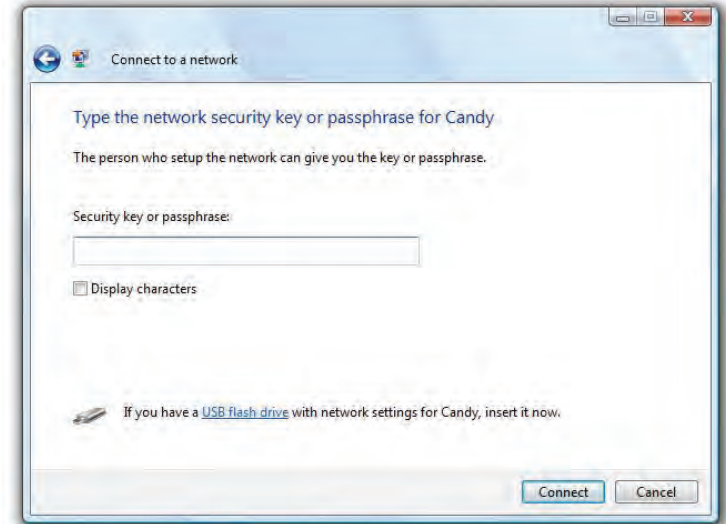 Connect to a network
Type the network security key or passphrase for Candy
The person who setup the network can give you the key or passphrase.
Security key or passphrase:
Display characters
If you have a USB flash drive with network settings for Candy, insert it now.
Connect Cancel